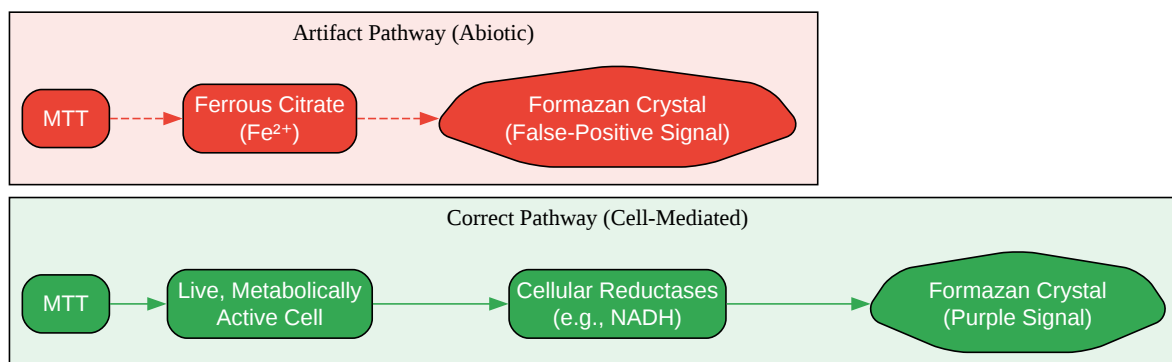 Artifact Pathway (Abiotic)
MTT
Ferrous Citrate
(Fe²⁺)
Formazan Crystal
(False-Positive Signal)
Correct Pathway (Cell-Mediated)
MTT
Live, Metabolically
Active Cell
Cellular Reductases
(e.g., NADH)
Formazan Crystal
(Purple Signal)